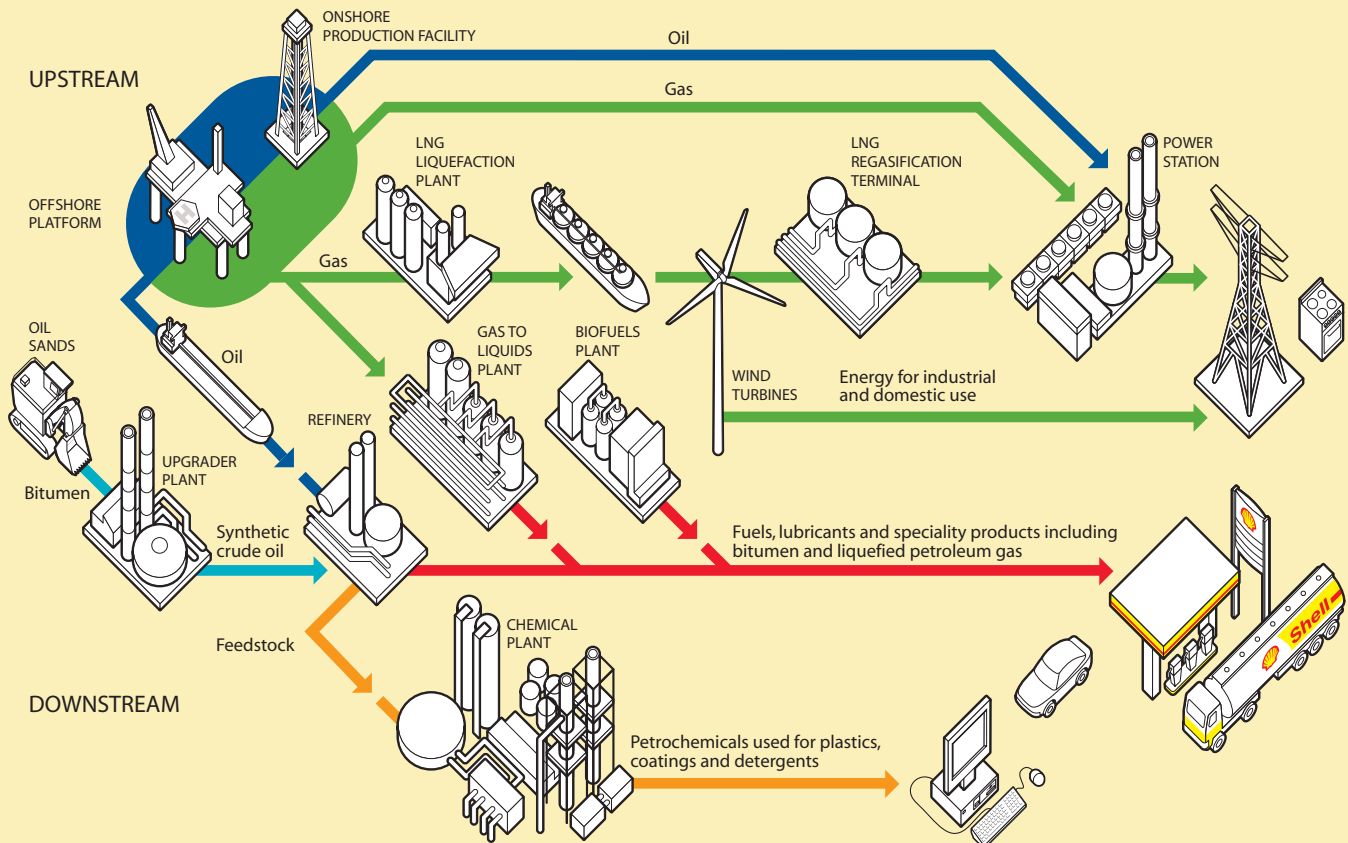 ONSHORE
PRODUCTION FACILITY
Oil
UPSTREAM
Gas
LNG
LIQUEFACTION
PLANT
LNG
REGASIFICATION
TERMINAL
POWER
STATION
OFFSHORE
PLATFORM
H
Gas
OIL
SANDS
Oil
GAS TO
LIQUIDS
PLANT
BIOFUELS
PLANT
WIND
TURBINES
Energy for industrial
and domestic use
REFINERY
UPGRADER
PLANT
Bitumen
Synthetic
crude oil
Fuels, lubricants and speciality products including
bitumen and liquefied petroleum gas
Shell
Feedstock
CHEMICAL
PLANT
DOWNSTREAM
Petrochemicals used for plastics,
coatings and detergents